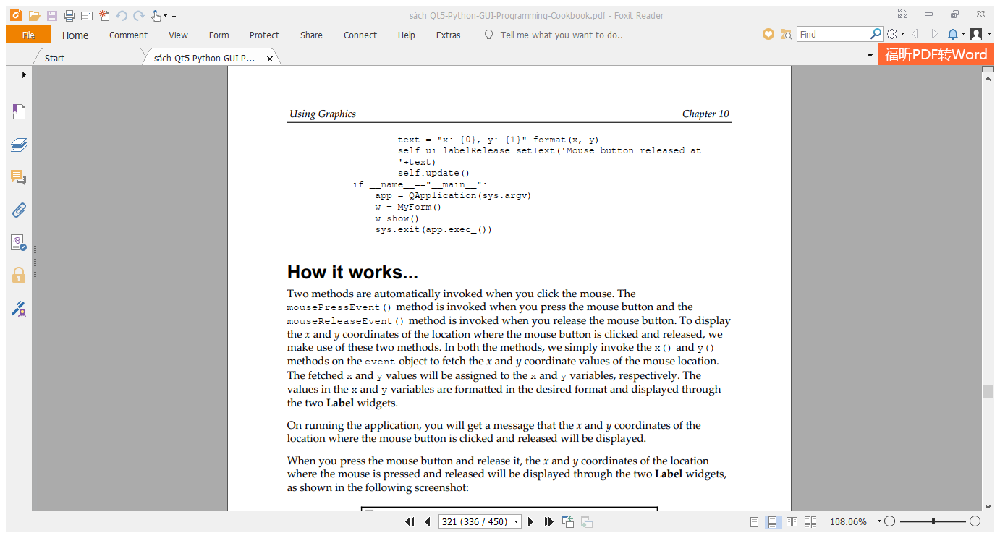 sách Qt5-Python-GUI-Programming-Cookbook.pdf - Foxit Reader
File Home Comment View Form Protect Share Connect Help Extras Tell me what you want to do.. Find
Start sách Qt5-Python-GUI-P... 福昕PDF转Word
Using Graphics Chapter 10
text = "x: {0}, y: {1}".format(x, y)
self.ui.labelRelease.setText('Mouse button released at
'+text)
self.update()
if __name__=="__main__":
app = QApplication(sys.argv)
w = MyForm()
w.show()
sys.exit(app.exec_())
How it works...
Two methods are automatically invoked when you click the mouse. The
mousePressEvent() method is invoked when you press the mouse button and the
mouseReleaseEvent() method is invoked when you release the mouse button. To display
the x and y coordinates of the location where the mouse button is clicked and released, we
make use of these two methods. In both the methods, we simply invoke the x() and y()
methods on the event object to fetch the x and y coordinate values of the mouse location.
The fetched x and y values will be assigned to the x and y variables, respectively. The
values in the x and y variables are formatted in the desired format and displayed through
the two Label widgets.
On running the application, you will get a message that the x and y coordinates of the
location where the mouse button is clicked and released will be displayed.
When you press the mouse button and release it, the x and y coordinates of the location
where the mouse is pressed and released will be displayed through the two Label widgets,
as shown in the following screenshot:
321 (336 / 450) 108.06%